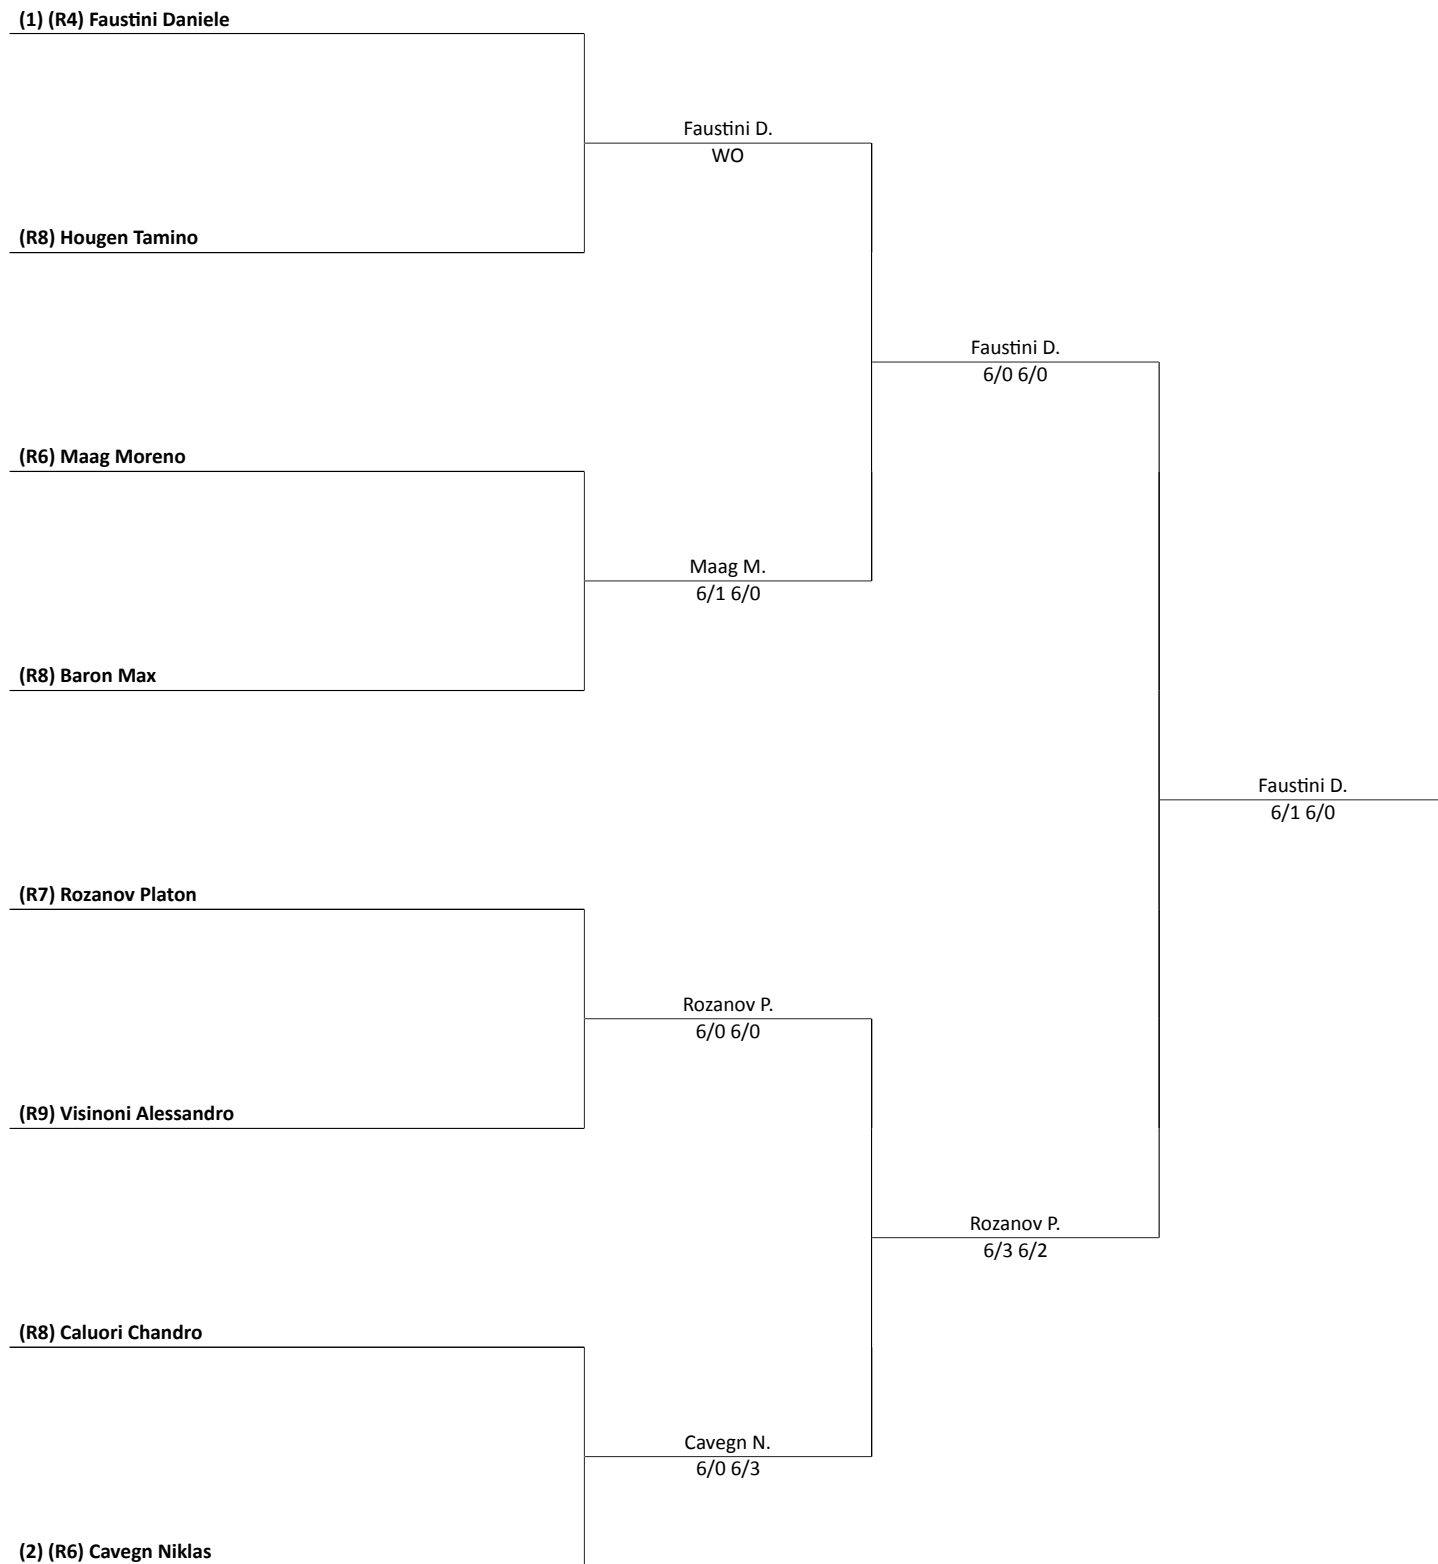 (1) (R4) Faustini Daniele
Faustini D.
WO
(R8) Hougen Tamino
Faustini D.
6/0 6/0
(R6) Maag Moreno
Maag M.
6/1 6/0
(R8) Baron Max
Faustini D.
6/1 6/0
(R7) Rozanov Platon
Rozanov P.
6/0 6/0
(R9) Visinoni Alessandro
Rozanov P.
6/3 6/2
(R8) Caluori Chandro
Cavegn N.
6/0 6/3
(2) (R6) Cavegn Niklas